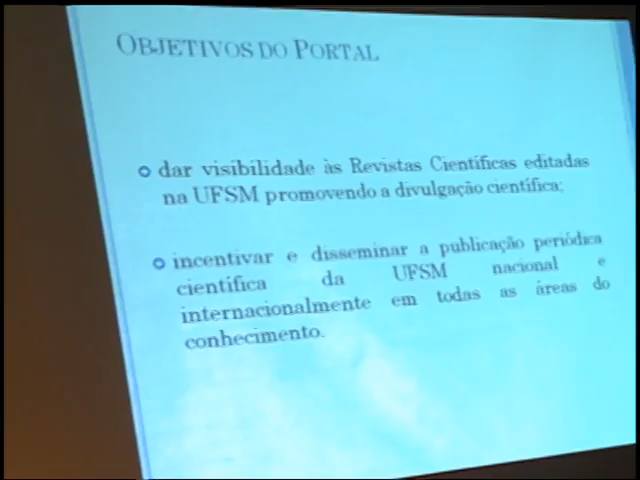 OBJETIVOS DO PORTAL
dar visibilidade às Revistas Científicas editadas
na UFSM promovendo a divulgação científica;
incentivar e disseminar a publicação periódica
científica da UFSM nacional e
internacionalmente em todas as áreas do
conhecimento.